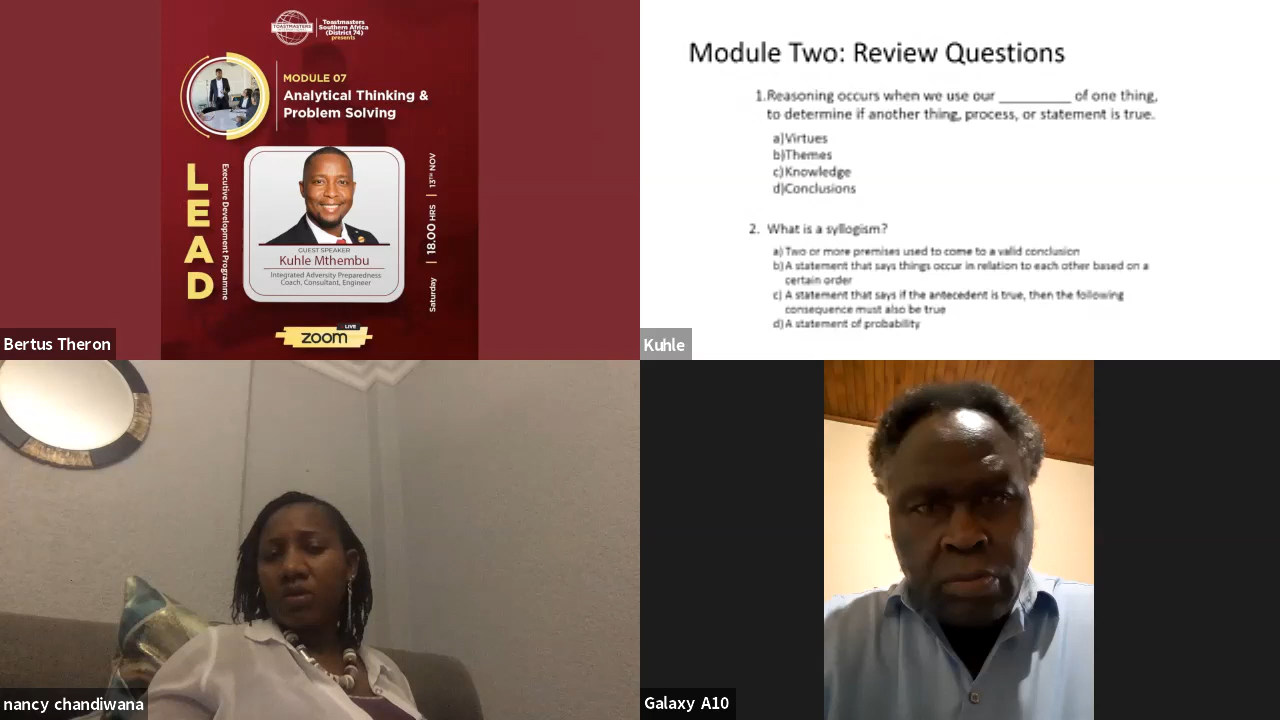 TOASTMASTERS
INTERNATIONAL
Toastmasters
Southern Africa
(District 74)
presents
MODULE 07
Analytical Thinking &
Problem Solving
LEAD
Executive Development Programme
GUEST SPEAKER
Kuhle Mthembu
Integrated Adversity Preparedness
Coach, Consultant, Engineer
Saturday | 18.00 HRS | 13TH NOV
LIVE
zoom
Bertus Theron
Module Two: Review Questions
1.Reasoning occurs when we use our _________ of one thing,
to determine if another thing, process, or statement is true.
a)Virtues
b)Themes
c)Knowledge
d)Conclusions
2. What is a syllogism?
a) Two or more premises used to come to a valid conclusion
b) A statement that says things occur in relation to each other based on a
certain order
c) A statement that says if the antecedent is true, then the following
consequence must also be true
d) A statement of probability
Kuhle
nancy chandiwana
Galaxy A10